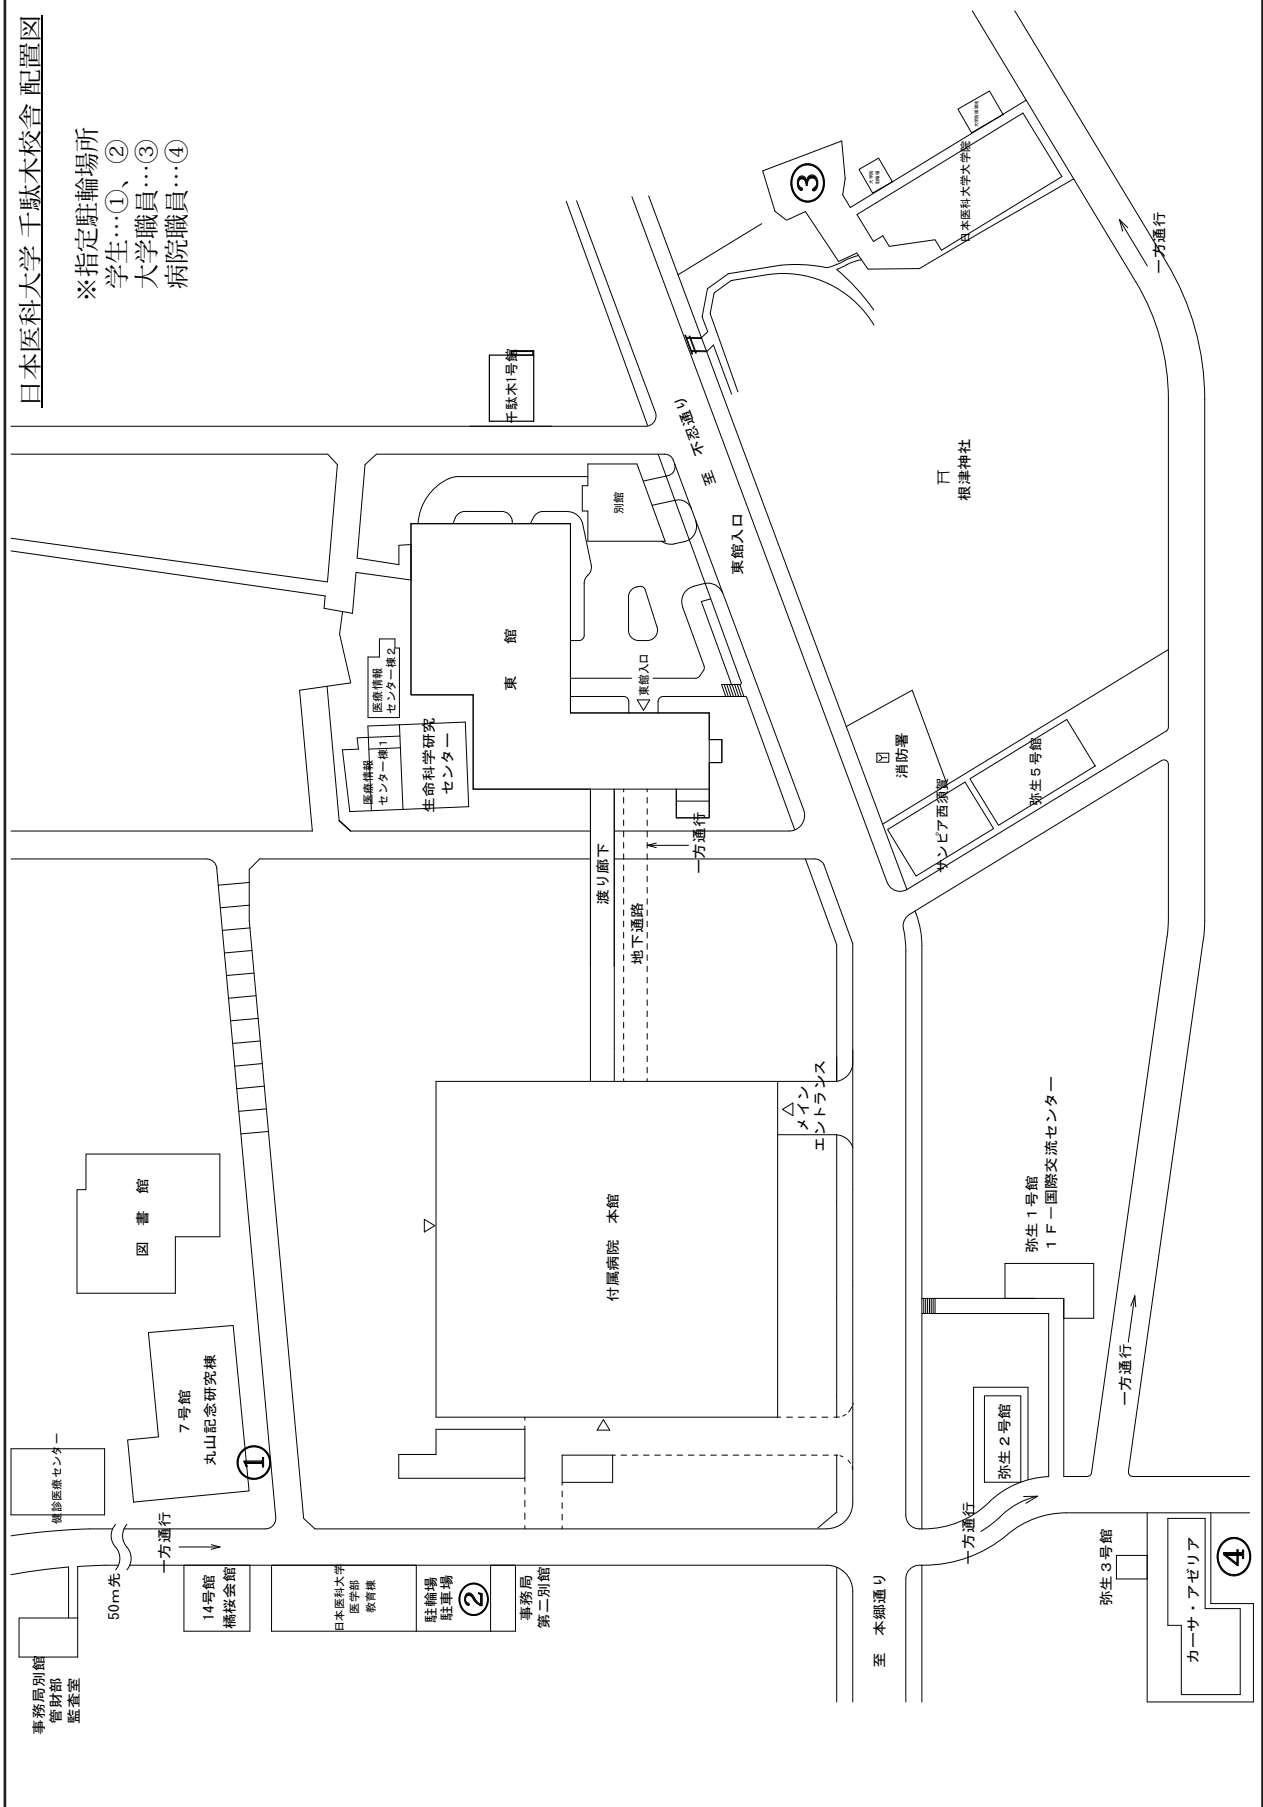 日本医科大学 千駄木校舎 配置図
※指定駐輪場所
学生…①、②
大学職員…③
病院職員…④
事務局別館
管財部
監査室
50m先
健診医療センター
一方通行
14号館
橘桜会館
7号館
丸山記念研究棟
①
図書館
日本医科大学
医学部
教育棟
駐輪場
駐車場
②
事務局
第二別館
付属病院 本館
メイン
エントランス
渡り廊下
地下通路
一方通行
医療情報
センター棟1
医療情報
センター棟2
生命科学研究
センター
東館
東館入口
別館
千駄木1号館
東館入口
至 不忍通り
至 本郷通り
消防署
サンピア西須賀
弥生5号館
根津神社
③
大学院
駐輪場
日本医科大学大学院
一方通行
弥生1号館
1F－国際交流センター
弥生2号館
一方通行
一方通行
弥生3号館
カーサ・アゼリア
④